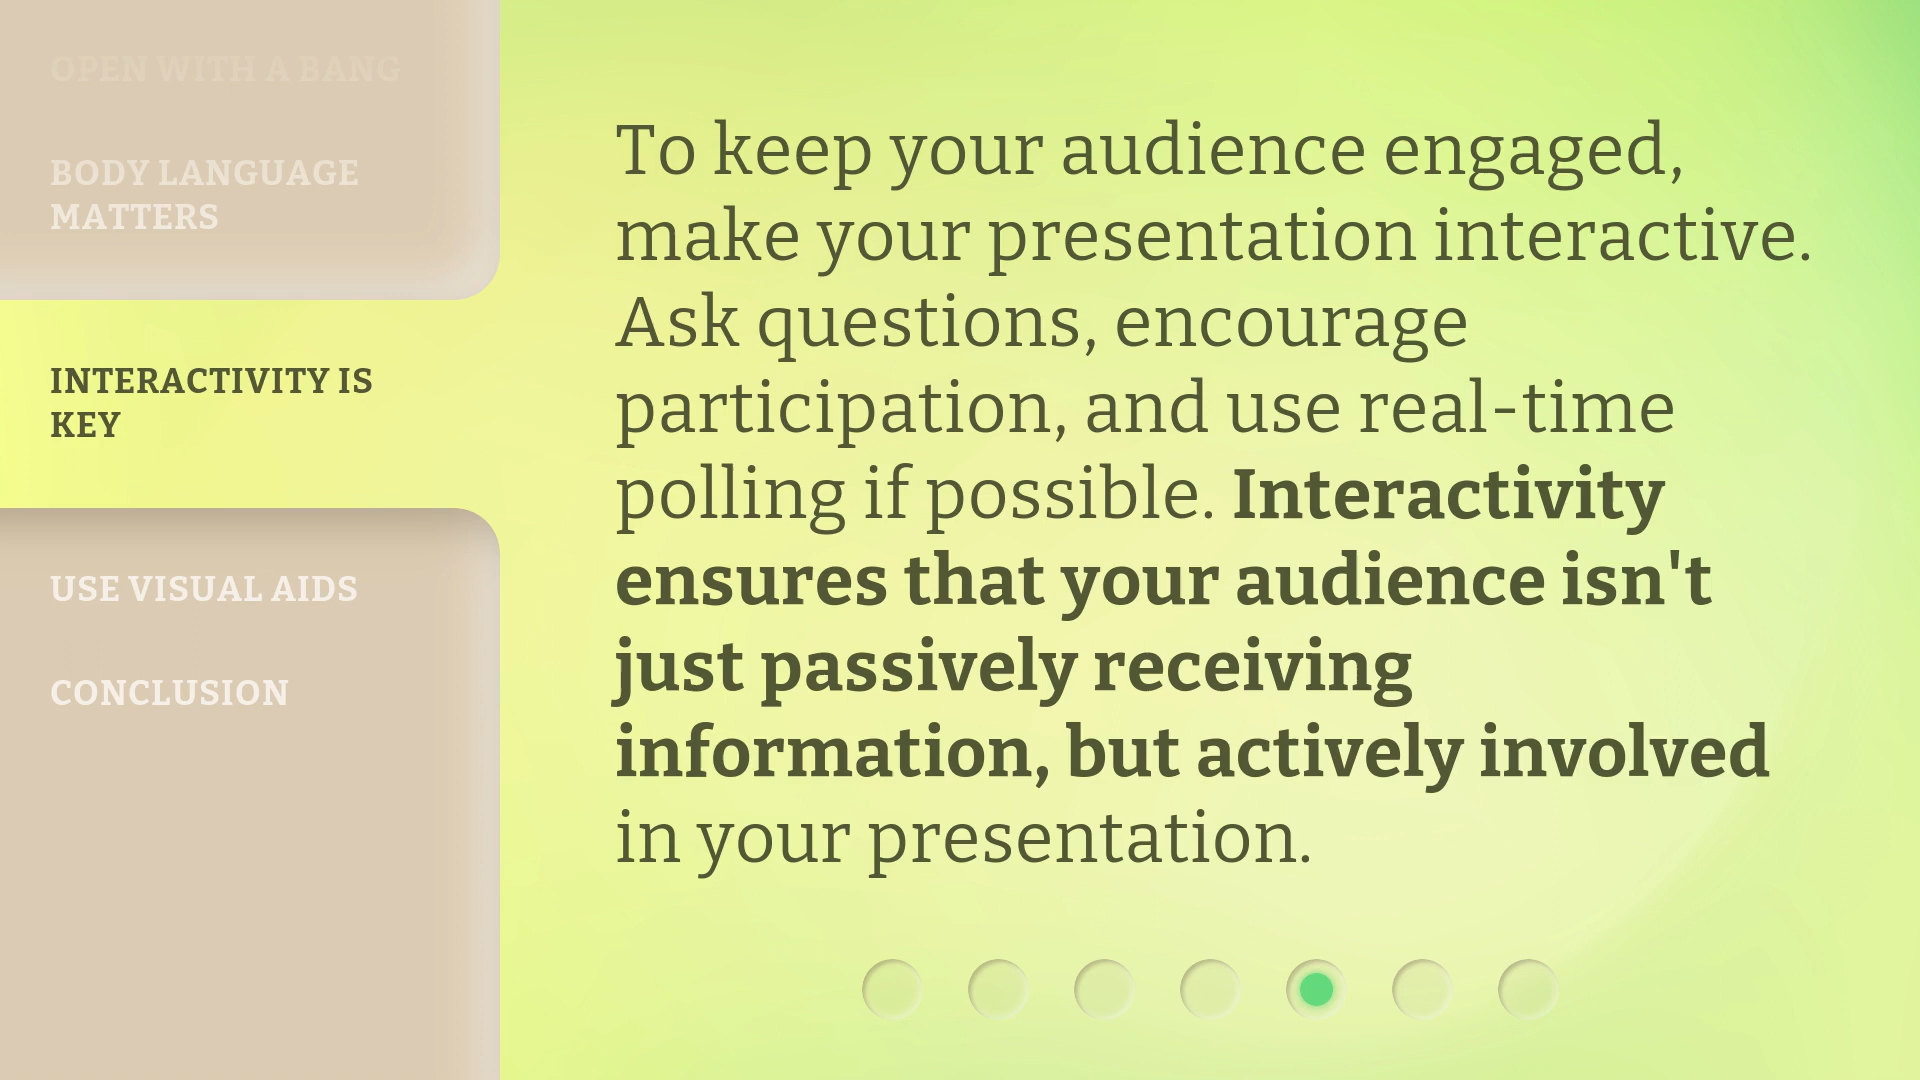 OPEN WITH A BANG
BODY LANGUAGE
MATTERS
INTERACTIVITY IS
KEY
USE VISUAL AIDS
CONCLUSION
To keep your audience engaged,
make your presentation interactive.
Ask questions, encourage
participation, and use real-time
polling if possible. Interactivity
ensures that your audience isn't
just passively receiving
information, but actively involved
in your presentation.